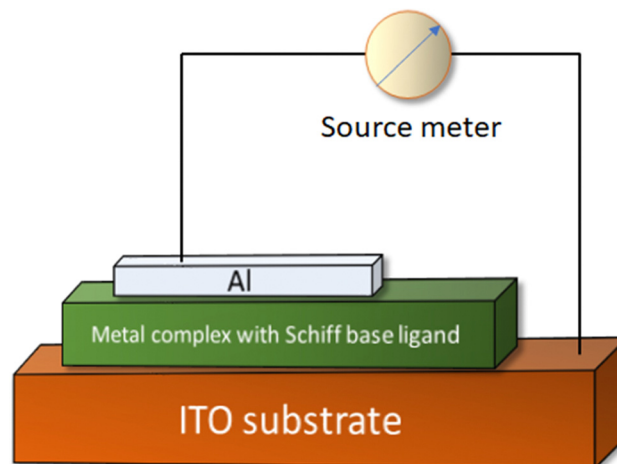 Source meter
Al
Metal complex with Schiff base ligand
ITO substrate